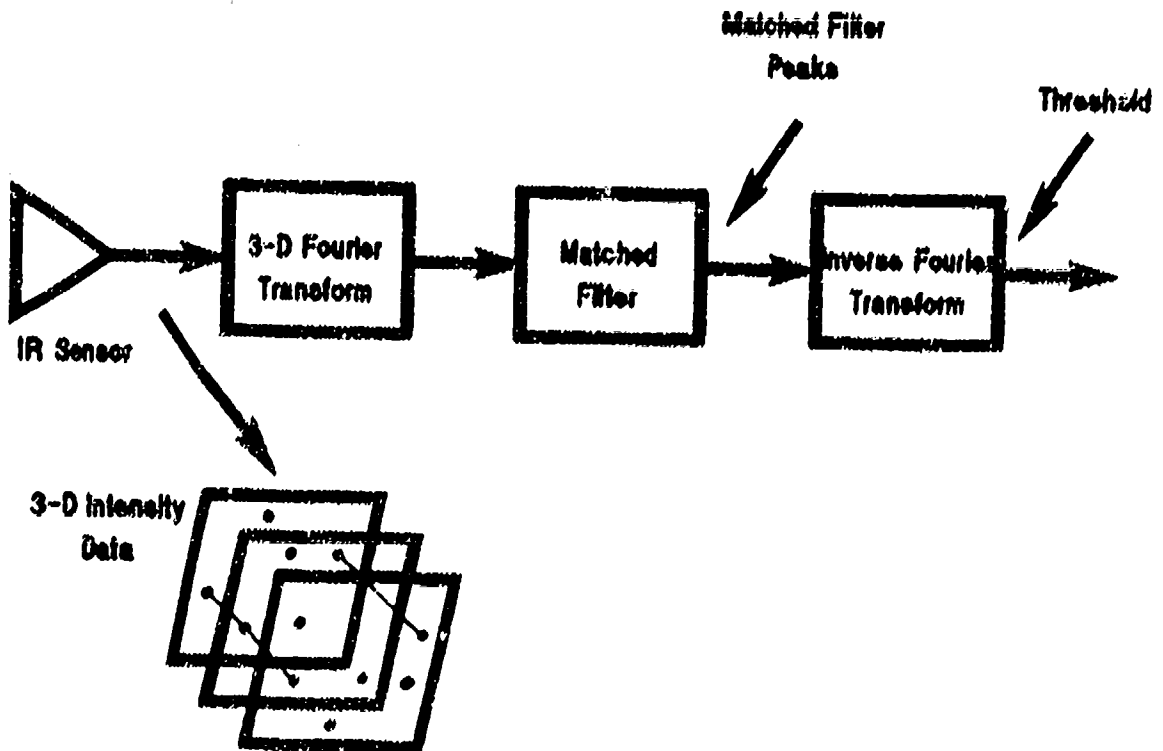 Matched Filter
Peaks
Threshold
3-D Fourier
Transform
Matched
Filter
Inverse Fourier
Transform
IR Sensor
3-D Intensity
Data